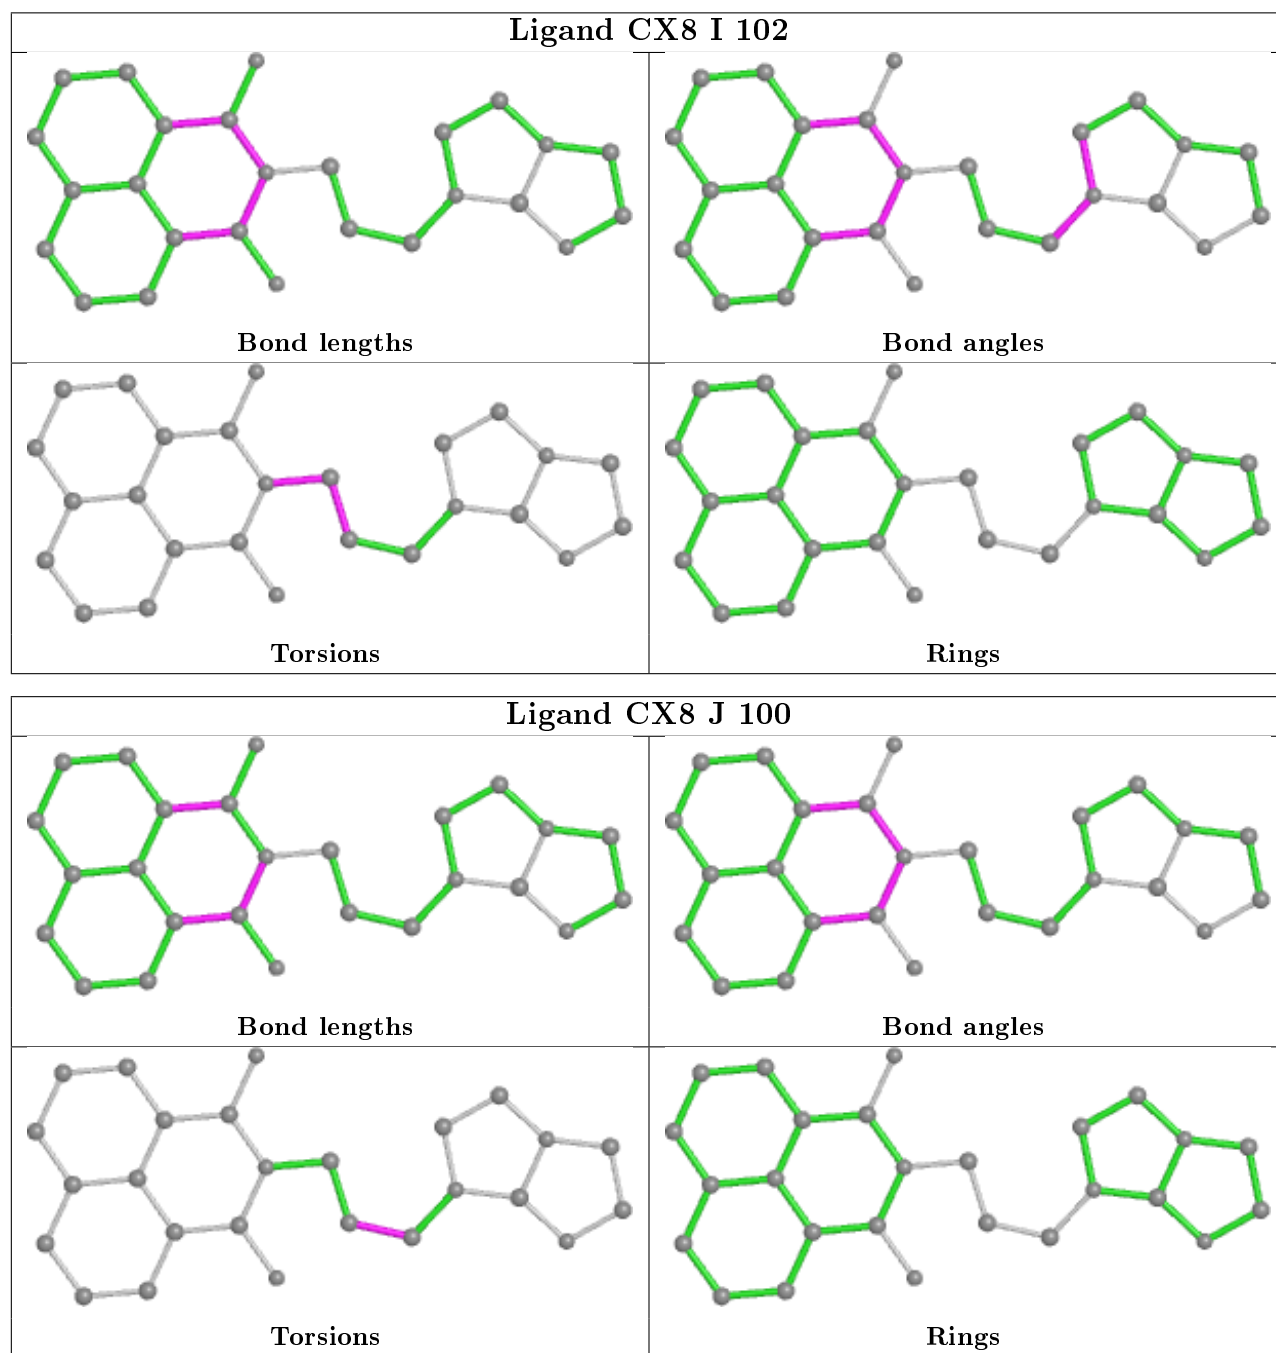 Ligand CX8 I 102
Bond lengths
Bond angles
Torsions
Rings
Ligand CX8 J 100
Bond lengths
Bond angles
Torsions
Rings